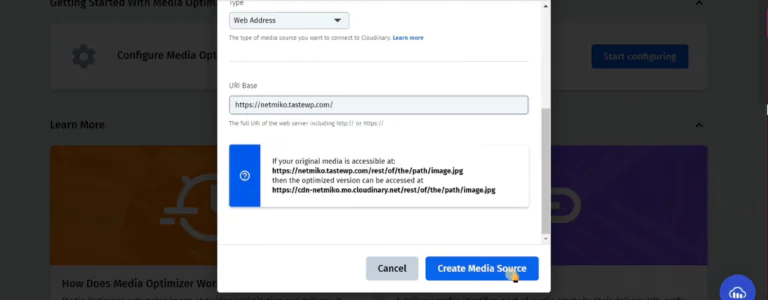 Getting Started With Media Optim
Type
Web Address
The type of media source you want to connect to Cloudinary. Learn more
Configure Media Opt
Start configuring
URI Base
https://netmiko.tastewp.com/
The full URI of the web server including http:// or https://
Learn More
If your original media is accessible at:
https://netmiko.tastewp.com/rest/of/the/path/image.jpg
then the optimized version can be accessed at
https://cdn-netmiko.mo.cloudinary.net/rest/of/the/path/image.jpg
Cancel
Create Media Source
How Does Media Optimizer Wor